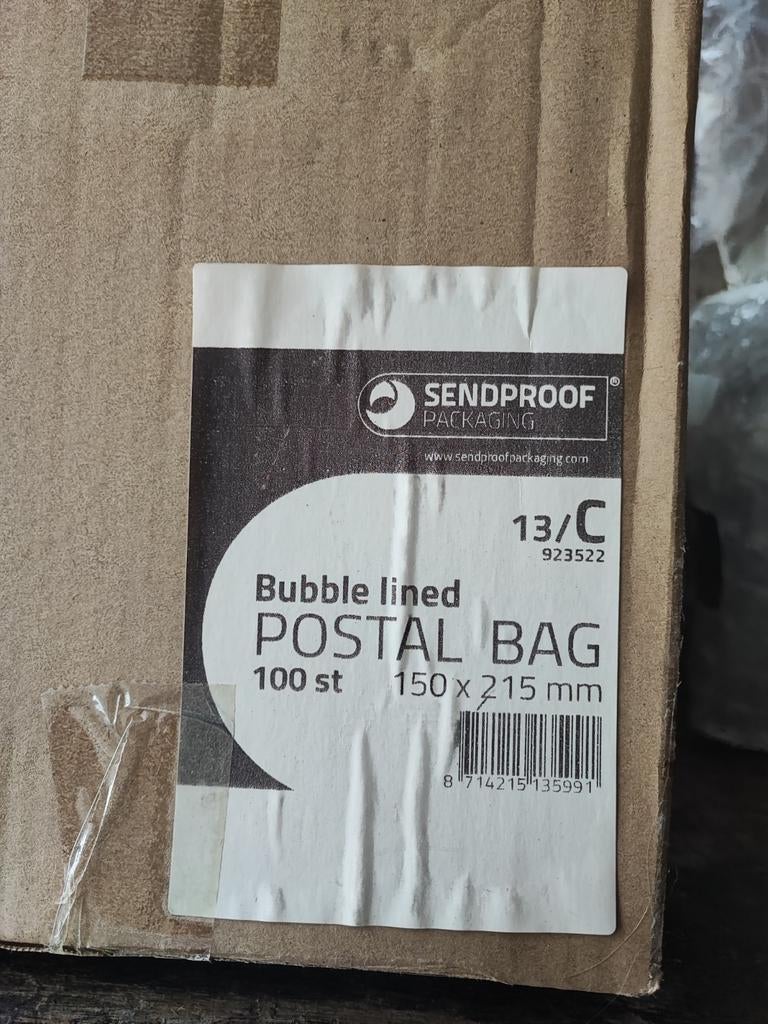 SENDPROOF®
PACKAGING
www.sendproofpackaging.com
13/C
923522
Bubble lined
POSTAL BAG
100 st 150 x 215 mm
8 714215 135991